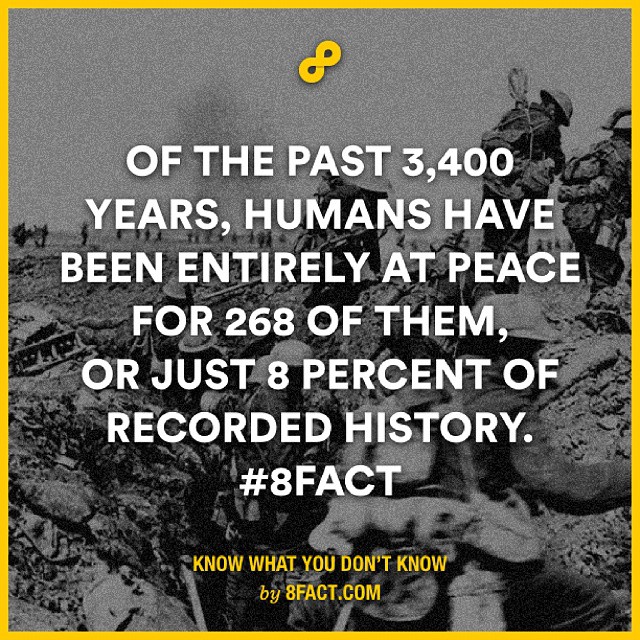 OF THE PAST 3,400
YEARS, HUMANS HAVE
BEEN ENTIRELY AT PEACE
FOR 268 OF THEM,
OR JUST 8 PERCENT OF
RECORDED HISTORY.
#8FACT
KNOW WHAT YOU DON'T KNOW
by 8FACT.COM